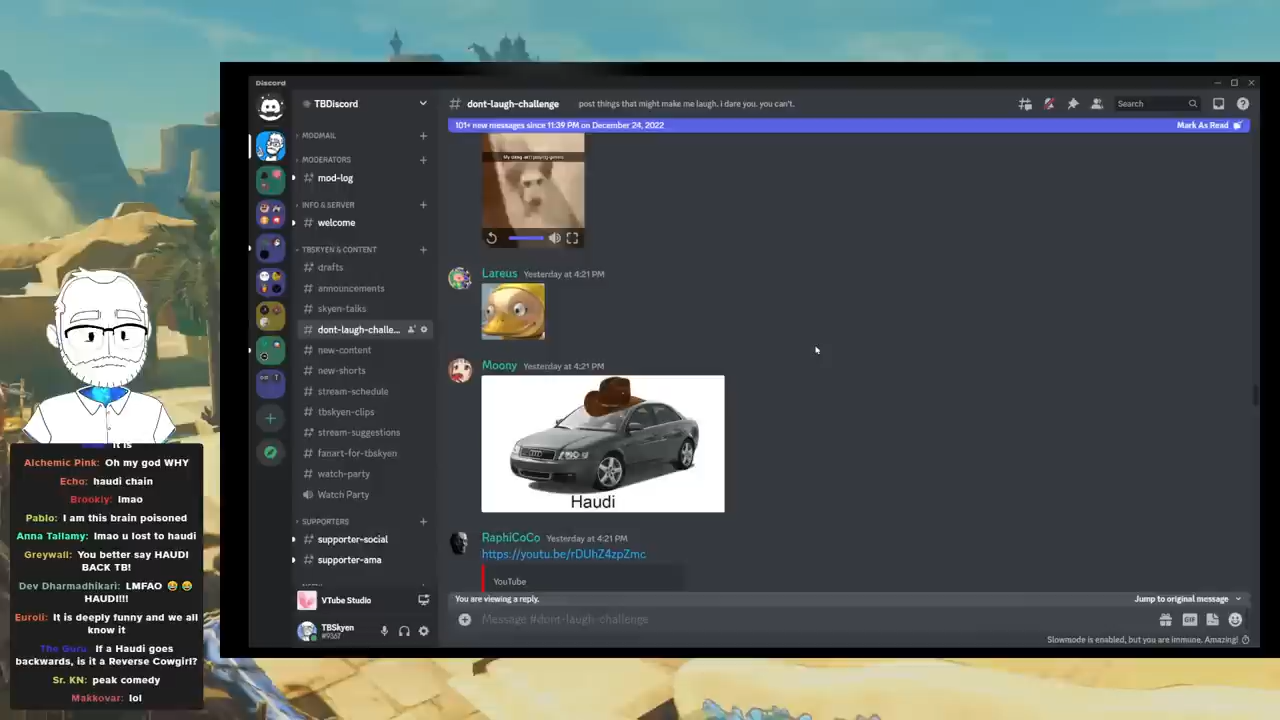 Discord
TBDiscord
dont-laugh-challenge
post things that might make me laugh. i dare you. you can't.
Search
101+ new messages since 11:39 PM on December 24, 2022
Mark As Read
MODMAIL
MODERATORS
mod-log
INFO & SERVER
welcome
TBSKYEN & CONTENT
drafts
announcements
skyen-talks
dont-laugh-challe...
new-content
new-shorts
stream-schedule
tbskyen-clips
stream-suggestions
fanart-for-tbskyen
watch-party
Watch Party
SUPPORTERS
supporter-social
supporter-ama
VTube Studio
TBSkyen
#9367
Lareus Yesterday at 4:21 PM
Moony Yesterday at 4:21 PM
Haudi
RaphiCoCo Yesterday at 4:21 PM
https://youtu.be/rDUhZ4zpZmc
YouTube
You are viewing a reply.
Jump to original message
Message #dont-laugh-challenge
GIF
Slowmode is enabled, but you are immune. Amazing!
it is
Alchemic Pink: Oh my god WHY
Echo: haudi chain
Brookly: lmao
Pablo: I am this brain poisoned
Anna Tallamy: lmao u lost to haudi
Greywall: You better say HAUDI
BACK TB!
Dev Dharmadhikari: LMFAO 😂 😂
HAUDI!!!
Euroli: It is deeply funny and we all
know it
The Guru: If a Haudi goes
backwards, is it a Reverse Cowgirl?
Sr. KN: peak comedy
Makkovar: lol